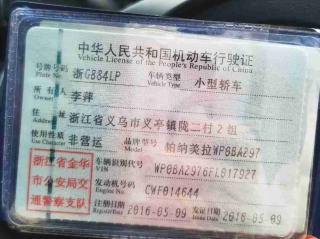 中华人民共和国机动车行驶证
Vehicle License of the People's Republic of China
号牌号码 浙G884LP 车辆类型 小型轿车
Plate No. Vehicle Type
所有人 李萍
Owner
住址 浙江省义乌市义亭镇陇二村2组
使用性质 非营运 品牌型号 帕纳美拉WP0BA297
Use Character Model
浙江省金华
市公安局交
通警察支队
车辆识别代号 WP0BA2976FL017927
VIN
发动机号码 CWF014644
Engine No.
注册日期 2016-05-09 发证日期 2016-05-09
Register Date Issue Date